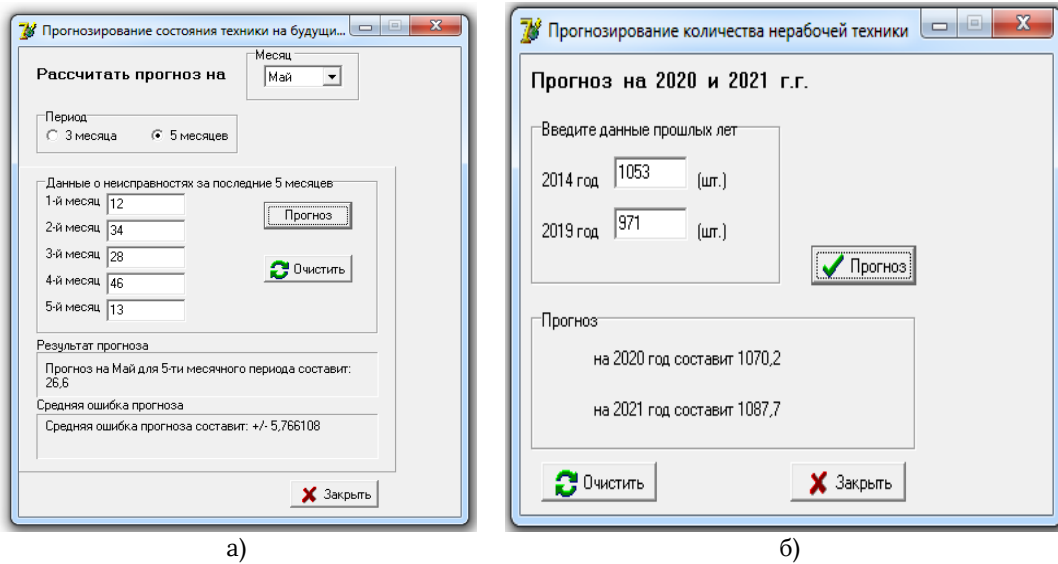 Прогнозирование состояния техники на будущи...
Рассчитать прогноз на
Месяц
Май
Период
3 месяца
5 месяцев
Данные о неисправностях за последние 5 месяцев
1-й месяц 12
2-й месяц 34
3-й месяц 28
4-й месяц 46
5-й месяц 13
Прогноз
Очистить
Результат прогноза
Прогноз на Май для 5-ти месячного периода составит:
26,6
Средняя ошибка прогноза
Средняя ошибка прогноза составит: +/- 5,766108
Закрыть
а)
Прогнозирование количества нерабочей техники
Прогноз на 2020 и 2021 г.г.
Введите данные прошлых лет
2014 год 1053 (шт.)
2019 год 971 (шт.)
Прогноз
Прогноз
на 2020 год составит 1070,2
на 2021 год составит 1087,7
Очистить
Закрыть
б)